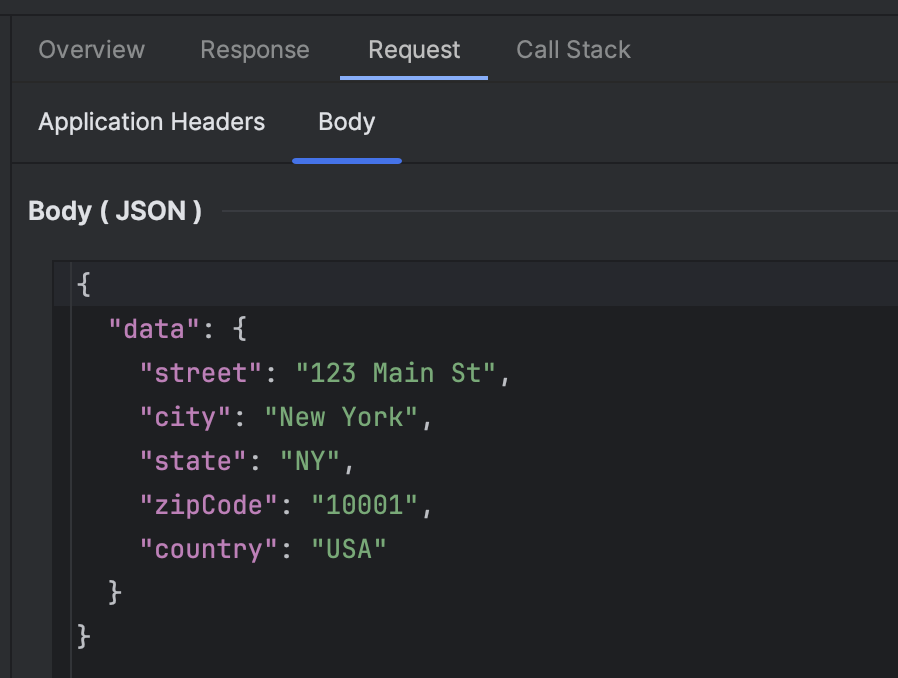 Overview Response Request Call Stack
Application Headers Body
Body ( JSON )
{
  "data": {
    "street": "123 Main St",
    "city": "New York",
    "state": "NY",
    "zipCode": "10001",
    "country": "USA"
  }
}